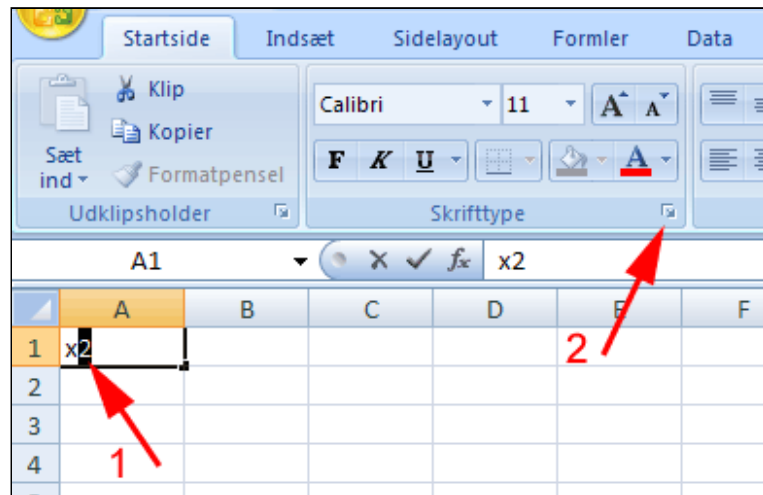 Startside Indsæt Sidelayout Formler Data
Klip
Kopier
Sæt ind
Formatpensel
Calibri 11 A A
F K U A
Udklipsholder Skrifttype
A1 fx x2
A B C D E F
1 x2
2
2
3
4 1